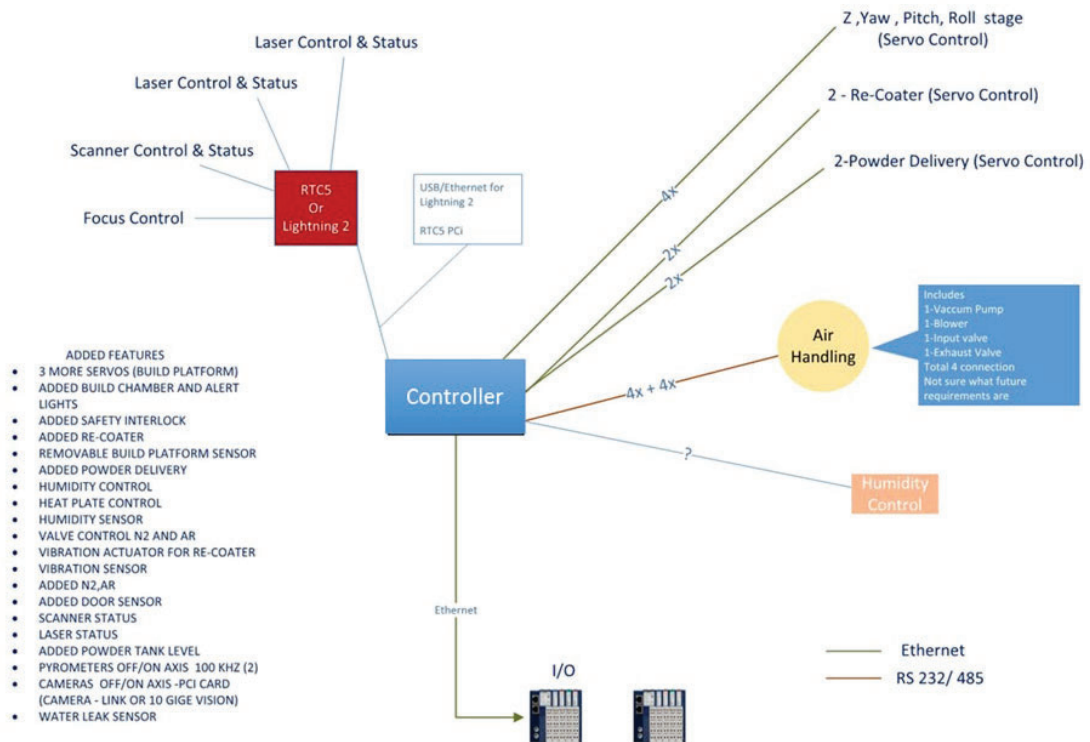 Laser Control & Status
Laser Control & Status
Scanner Control & Status
Focus Control
RTC5
Or
Lightning 2
USB/Ethernet for
Lightning 2
RTC5 PCi
Z ,Yaw , Pitch, Roll stage
(Servo Control)
2 - Re-Coater (Servo Control)
2-Powder Delivery (Servo Control)
4x
2x
2x
Controller
4x + 4x
Air
Handling
Includes
1-Vaccum Pump
1-Blower
1-Input valve
1-Exhaust Valve
Total 4 connection
Not sure what future
requirements are
?
Humidity
Control
ADDED FEATURES
• 3 MORE SERVOS (BUILD PLATFORM)
• ADDED BUILD CHAMBER AND ALERT
LIGHTS
• ADDED SAFETY INTERLOCK
• ADDED RE-COATER
• REMOVABLE BUILD PLATFORM SENSOR
• ADDED POWDER DELIVERY
• HUMIDITY CONTROL
• HEAT PLATE CONTROL
• HUMIDITY SENSOR
• VALVE CONTROL N2 AND AR
• VIBRATION ACTUATOR FOR RE-COATER
• VIBRATION SENSOR
• ADDED N2,AR
• ADDED DOOR SENSOR
• SCANNER STATUS
• LASER STATUS
• ADDED POWDER TANK LEVEL
• PYROMETERS OFF/ON AXIS 100 KHZ (2)
• CAMERAS OFF/ON AXIS -PCI CARD
(CAMERA - LINK OR 10 GIGE VISION)
• WATER LEAK SENSOR
Ethernet
I/O
Ethernet
RS 232/ 485